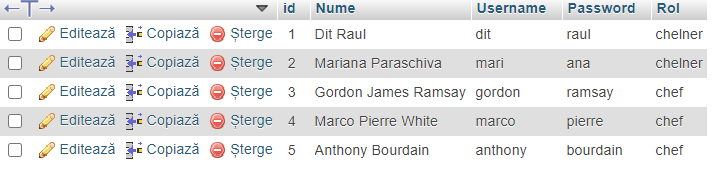 id Nume Username Password Rol
Editează Copiază Șterge 1 Dit Raul dit raul chelner
Editează Copiază Șterge 2 Mariana Paraschiva mari ana chelner
Editează Copiază Șterge 3 Gordon James Ramsay gordon ramsay chef
Editează Copiază Șterge 4 Marco Pierre White marco pierre chef
Editează Copiază Șterge 5 Anthony Bourdain anthony bourdain chef